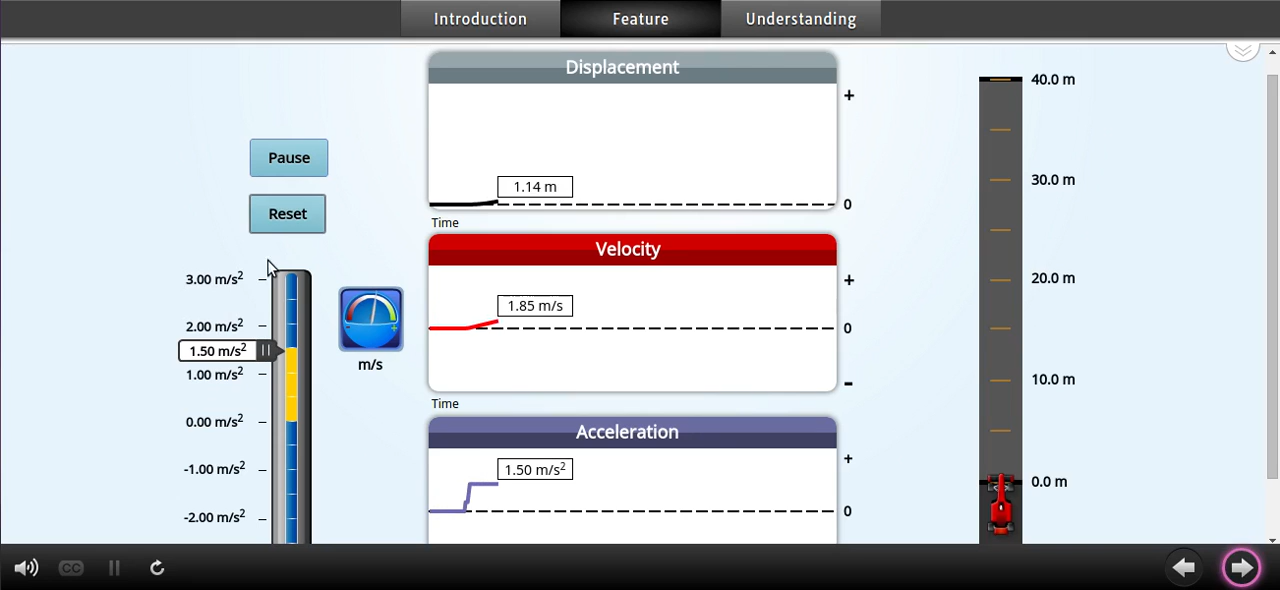 Introduction
Feature
Understanding
Displacement
+
1.14 m
0
Time
Velocity
+
1.85 m/s
0
-
Time
Acceleration
+
1.50 m/s²
0
Pause
Reset
3.00 m/s²
2.00 m/s²
1.50 m/s²
1.00 m/s²
0.00 m/s²
-1.00 m/s²
-2.00 m/s²
- +
m/s
40.0 m
30.0 m
20.0 m
10.0 m
0.0 m
CC